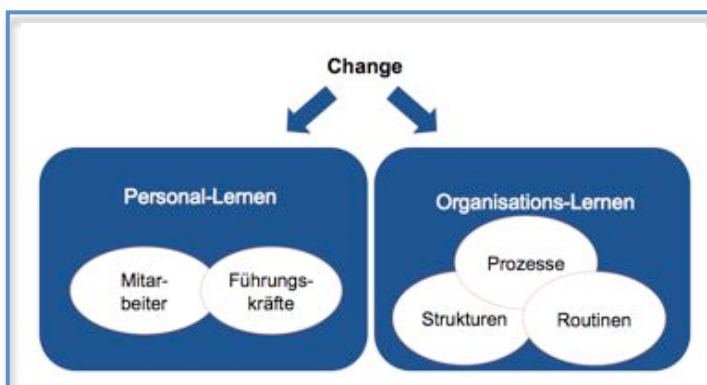 Change
Personal-Lernen
Mitar-
beiter
Führungs-
kräfte
Organisations-Lernen
Prozesse
Strukturen
Routinen